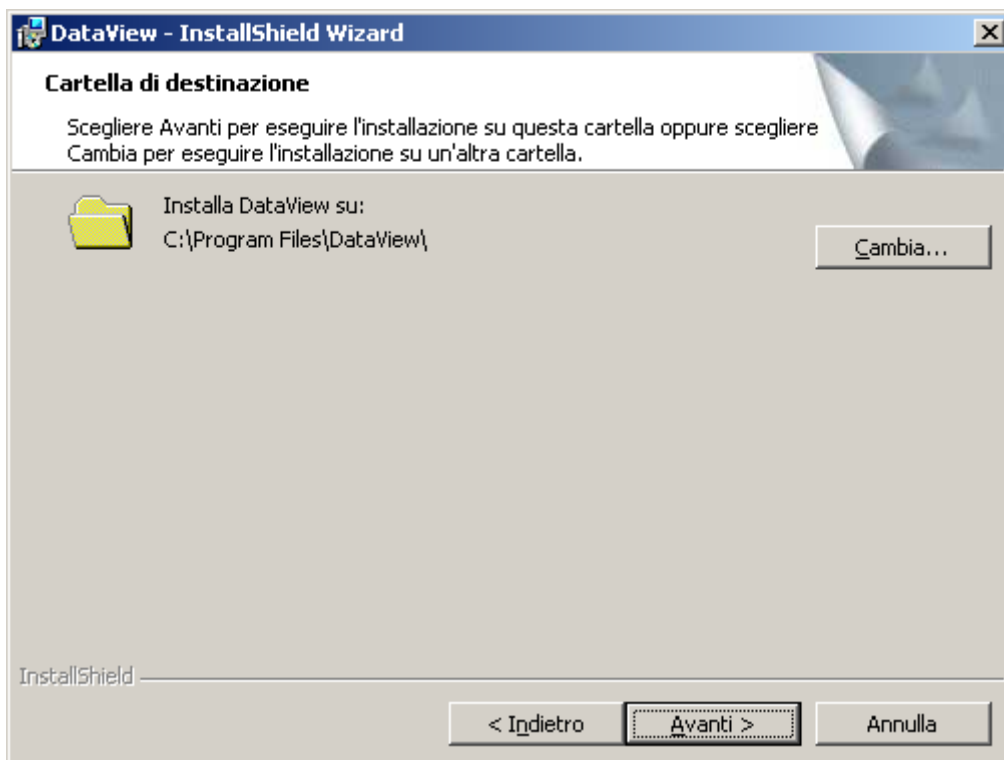 DataView - InstallShield Wizard
Cartella di destinazione
Scegliere Avanti per eseguire l'installazione su questa cartella oppure scegliere
Cambia per eseguire l'installazione su un'altra cartella.
Installa DataView su:
C:\Program Files\DataView\
Cambia...
InstallShield
< Indietro
Avanti >
Annulla